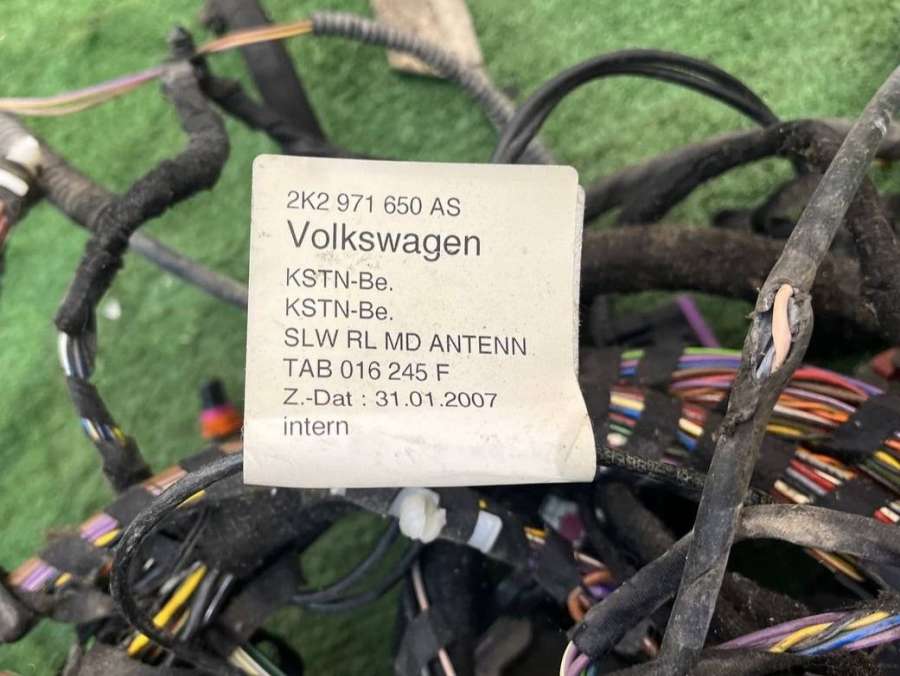 2K2 971 650 AS
Volkswagen
KSTN-Be.
KSTN-Be.
SLW RL MD ANTENN
TAB 016 245 F
Z.-Dat : 31.01.2007
intern